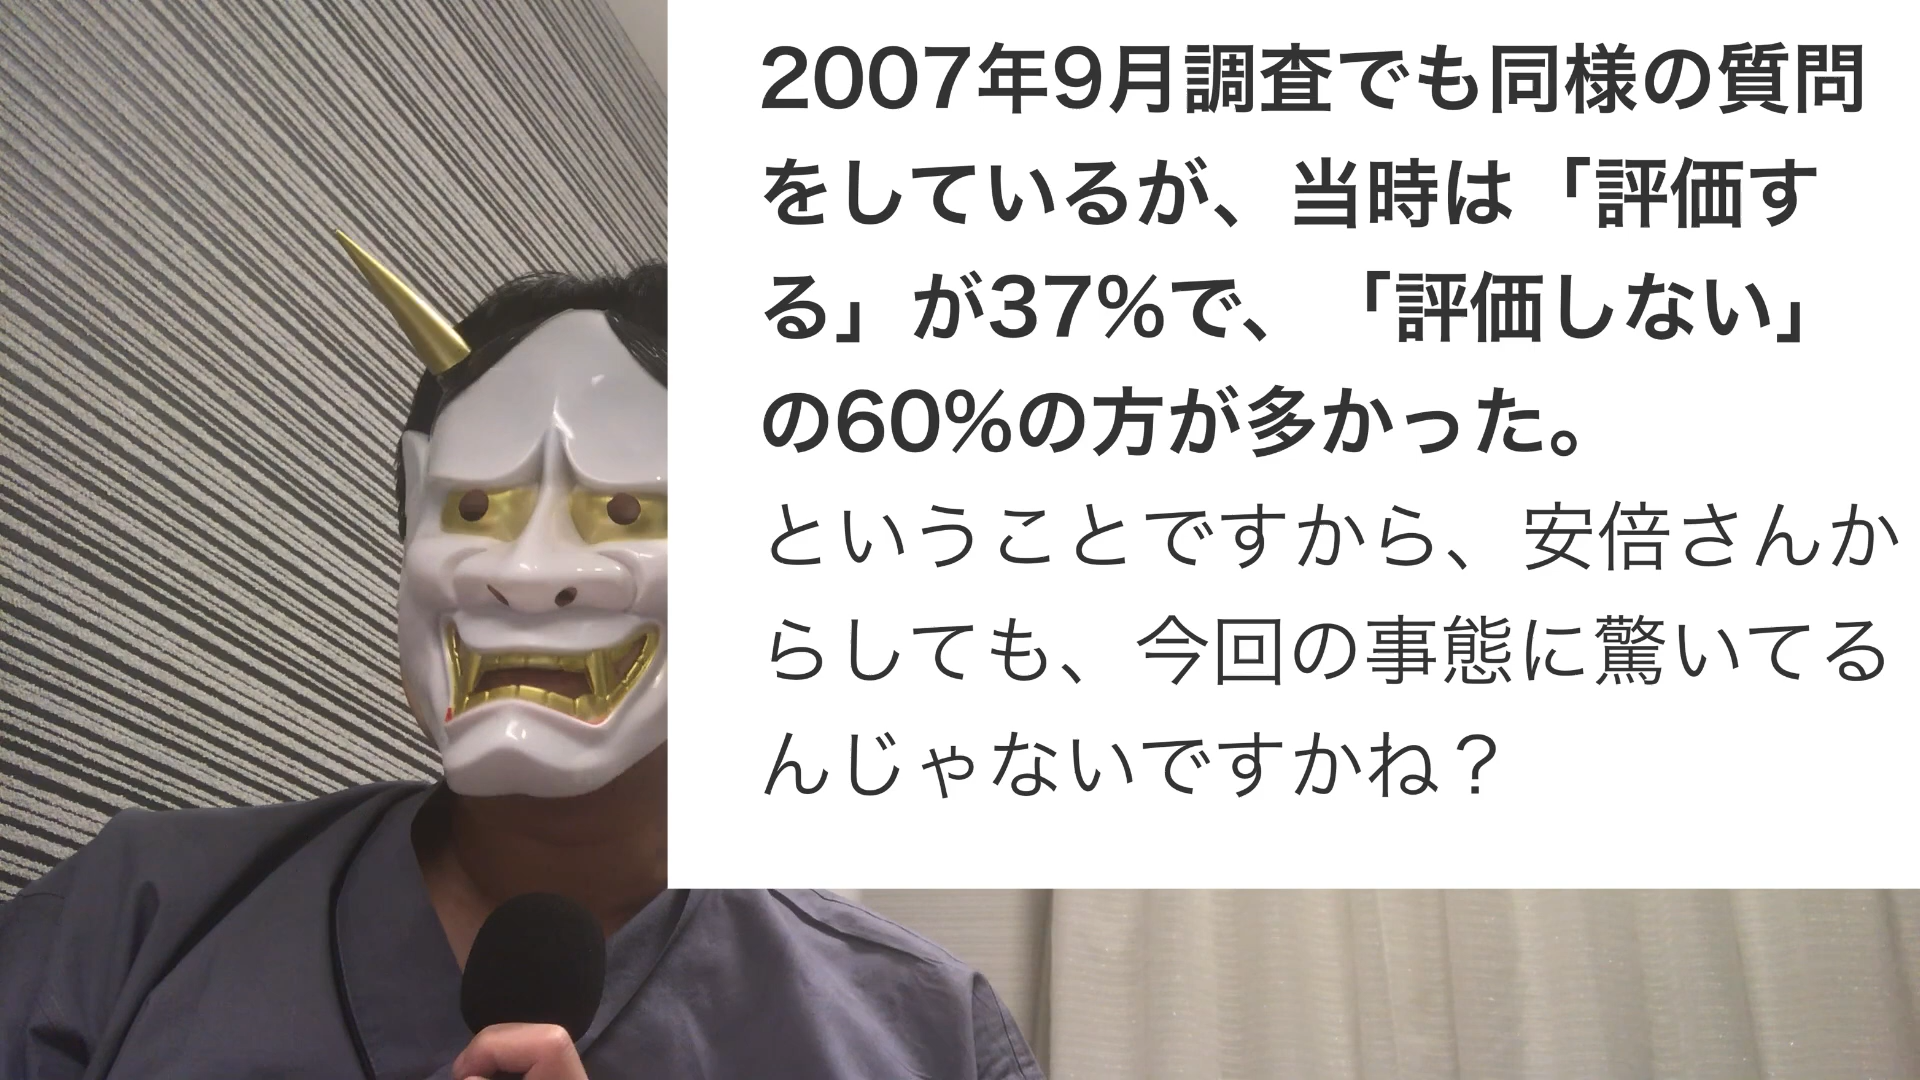 2007年9月調査でも同様の質問
をしているが、当時は「評価す
る」が37%で、「評価しない」
の60%の方が多かった。
ということですから、安倍さんか
らしても、今回の事態に驚いてる
んじゃないですかね？